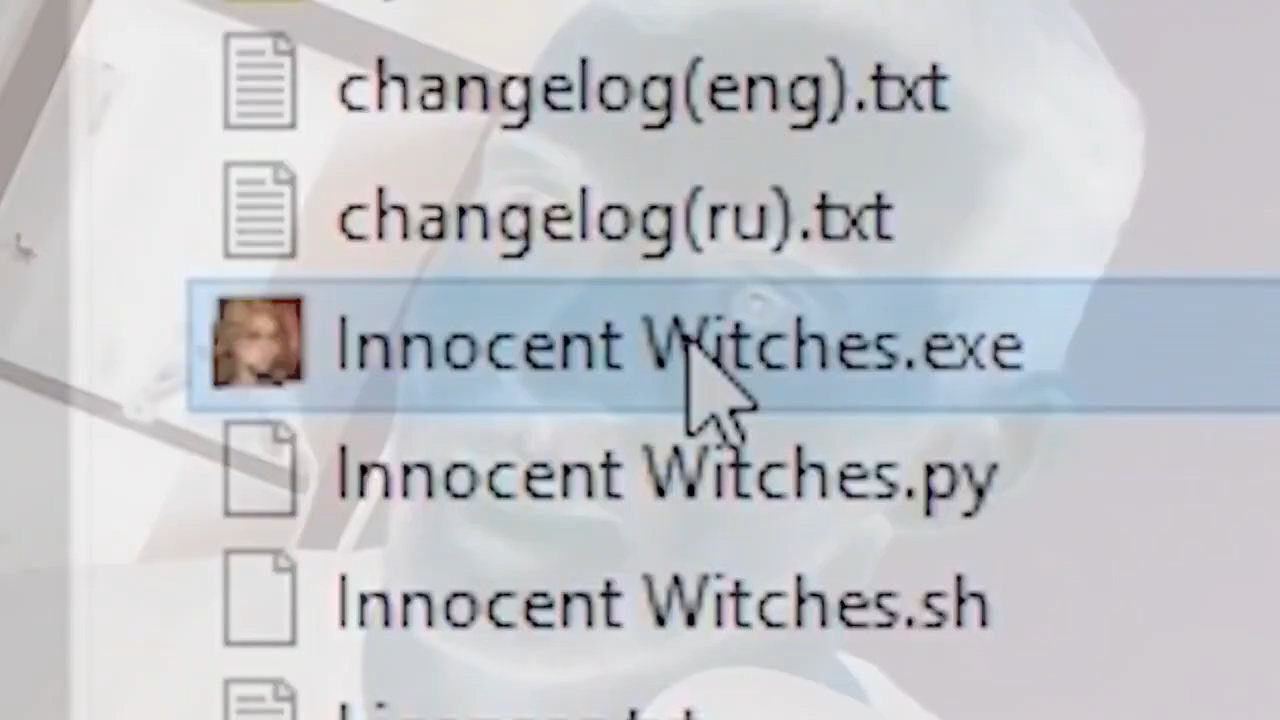 changelog(eng).txt
changelog(ru).txt
Innocent Witches.exe
Innocent Witches.py
Innocent Witches.sh